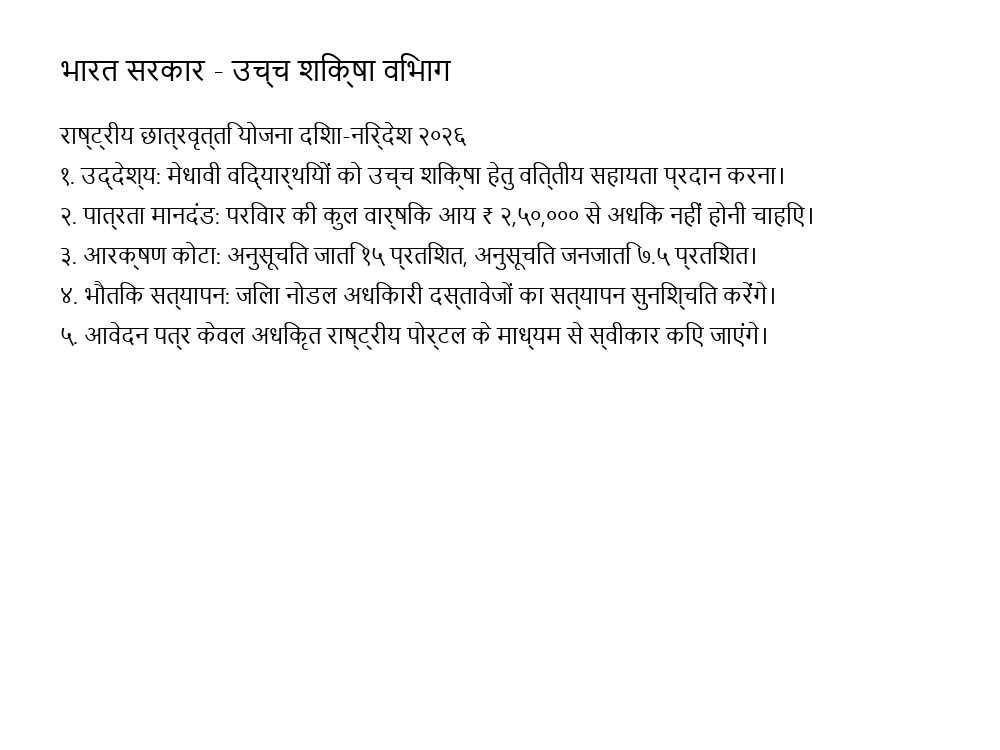 भारत सरकार - उच्च शिक्षा विभाग
राष्ट्रीय छात्रवृत्ति योजना दिशा-निर्देश २०२६
१. उद्देश्य: मेधावी विद्यार्थियों को उच्च शिक्षा हेतु वित्तीय सहायता प्रदान करना।
२. पात्रता मानदंड: परिवार की कुल वार्षिक आय ₹ २,५०,००० से अधिक नहीं होनी चाहिए।
३. आरक्षण कोटा: अनुसूचित जाति १५ प्रतिशत, अनुसूचित जनजाति ७.५ प्रतिशत।
४. भौतिक सत्यापन: जिला नोडल अधिकारी दस्तावेजों का सत्यापन सुनिश्चित करेंगे।
५. आवेदन पत्र केवल अधिकृत राष्ट्रीय पोर्टल के माध्यम से स्वीकार किए जाएंगे।